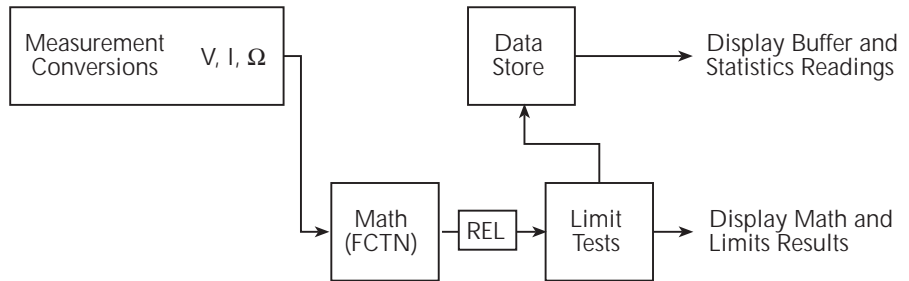 Measurement
Conversions
V, I, Ω
Data
Store
Display Buffer and
Statistics Readings
Math
(FCTN)
REL
Limit
Tests
Display Math and
Limits Results